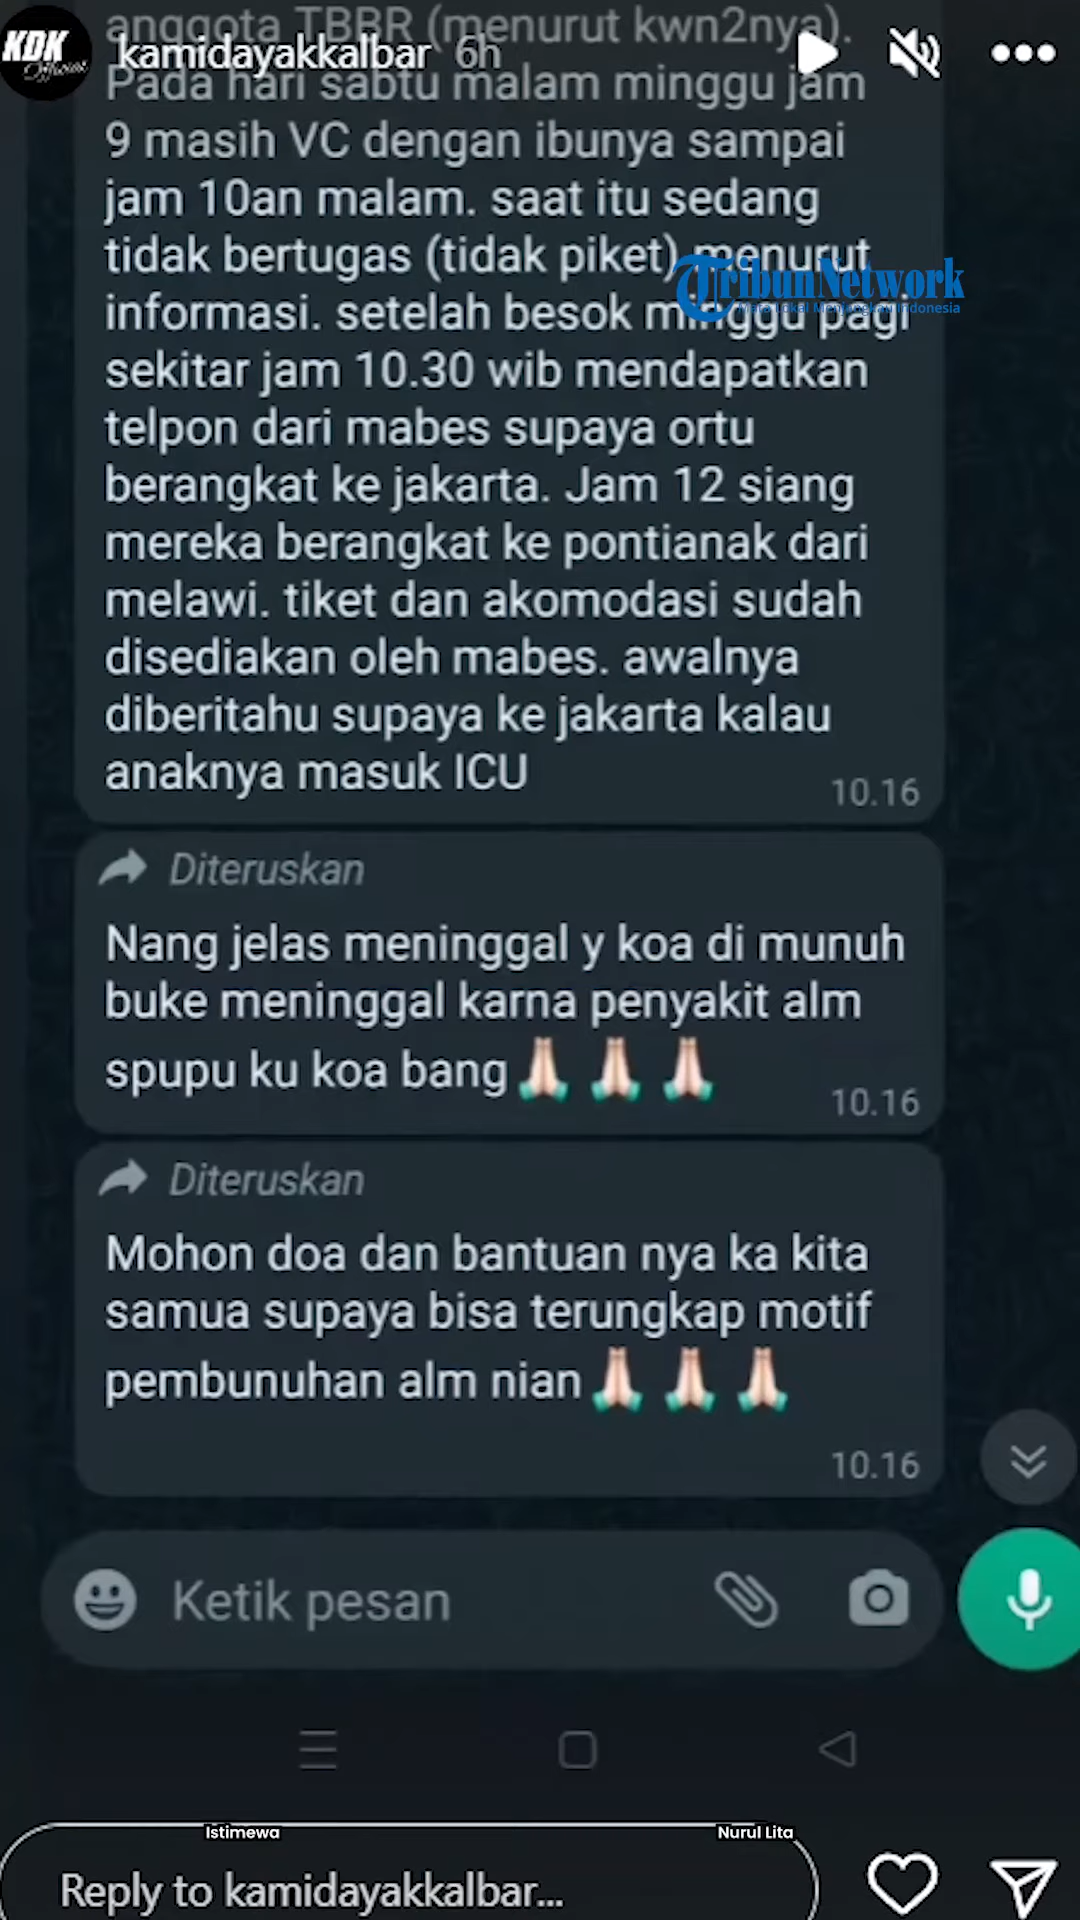 anggota TBBR (menurut kwn2nya).
KDK
Official
kamidayakkalbar 6h
Pada hari sabtu malam minggu jam
9 masih VC dengan ibunya sampai
jam 10an malam. saat itu sedang
tidak bertugas (tidak piket) menurut
TribunNetwork
Mata Lokal Menjangkau Indonesia
informasi. setelah besok minggu pagi
sekitar jam 10.30 wib mendapatkan
telpon dari mabes supaya ortu
berangkat ke jakarta. Jam 12 siang
mereka berangkat ke pontianak dari
melawi. tiket dan akomodasi sudah
disediakan oleh mabes. awalnya
diberitahu supaya ke jakarta kalau
anaknya masuk ICU
10.16
Diteruskan
Nang jelas meninggal y koa di munuh
buke meninggal karna penyakit alm
spupu ku koa bang🙏🏻🙏🏻🙏🏻
10.16
Diteruskan
Mohon doa dan bantuan nya ka kita
samua supaya bisa terungkap motif
pembunuhan alm nian🙏🏻🙏🏻🙏🏻
10.16
Ketik pesan
Istimewa
Nurul Lita
Reply to kamidayakkalbar...